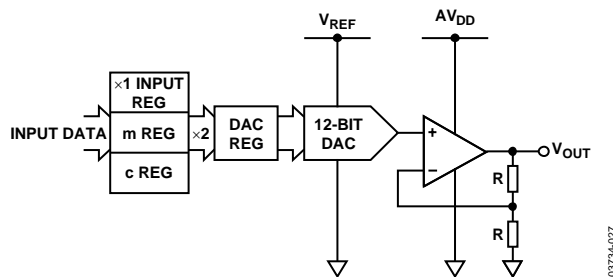 V_REF
AV_DD
×1 INPUT
REG
INPUT DATA
m REG
×2
DAC
REG
12-BIT
DAC
+
−
V_OUT
c REG
R
R
03734-027